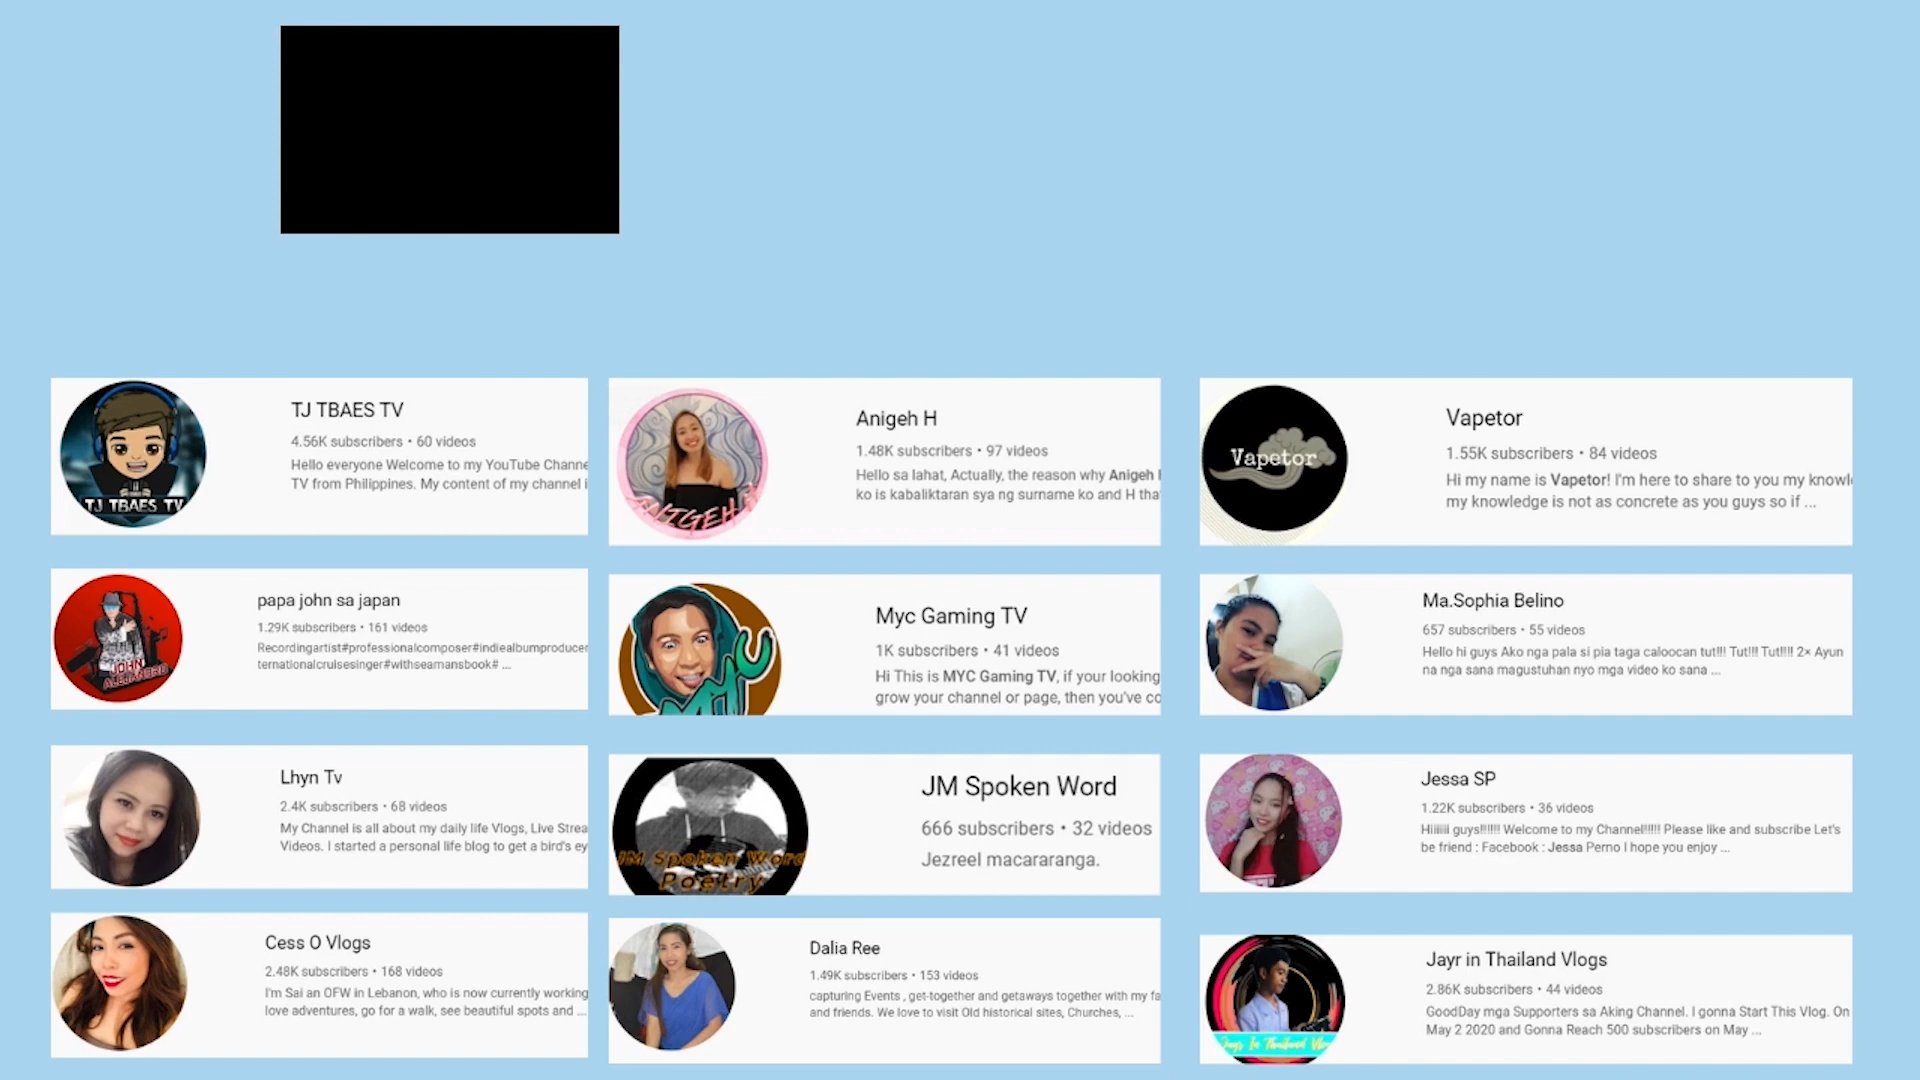 TJ TBAES TV
TJ TBAES TV
4.56K subscribers • 60 videos
Hello everyone Welcome to my YouTube Channe
TV from Philippines. My content of my channel i
ANIGEH H
Anigeh H
1.48K subscribers • 97 videos
Hello sa lahat, Actually, the reason why Anigeh
ko is kabaliktaran sya ng surname ko and H tha
Vapetor
Vapetor
1.55K subscribers • 84 videos
Hi my name is Vapetor! I'm here to share to you my knowl
my knowledge is not as concrete as you guys so if ...
JOHN
ALEJANDRO
papa john sa japan
1.29K subscribers • 161 videos
Recordingartist#professionalcomposer#indiealbumproducer
ternationalcruisesinger#withseamansbook# ...
MYC
Myc Gaming TV
1K subscribers • 41 videos
Hi This is MYC Gaming TV, if your looking
grow your channel or page, then you've co
Ma.Sophia Belino
657 subscribers • 55 videos
Hello hi guys Ako nga pala si pia taga caloocan tut!!! Tut!!! Tut!!!! 2× Ayun
na nga sana magustuhan nyo mga video ko sana ...
Lhyn Tv
2.4K subscribers • 68 videos
My Channel is all about my daily life Vlogs, Live Strea
Videos. I started a personal life blog to get a bird's ey
JM Spoken Word
Poetry
JM Spoken Word
666 subscribers • 32 videos
Jezreel macararanga.
Jessa SP
1.22K subscribers • 36 videos
Hiiiiiii guys!!!!!! Welcome to my Channel!!!!! Please like and subscribe Let's
be friend : Facebook : Jessa Perno I hope you enjoy ...
Cess O Vlogs
2.48K subscribers • 168 videos
I'm Sai an OFW in Lebanon, who is now currently working
love adventures, go for a walk, see beautiful spots and ...
Dalia Ree
1.49K subscribers • 153 videos
capturing Events , get-together and getaways together with my fa
and friends. We love to visit Old historical sites, Churches, ...
Jayr In Thailand Vlo
Jayr in Thailand Vlogs
2.86K subscribers • 44 videos
GoodDay mga Supporters sa Aking Channel. I gonna Start This Vlog. On
May 2 2020 and Gonna Reach 500 subscribers on May ...